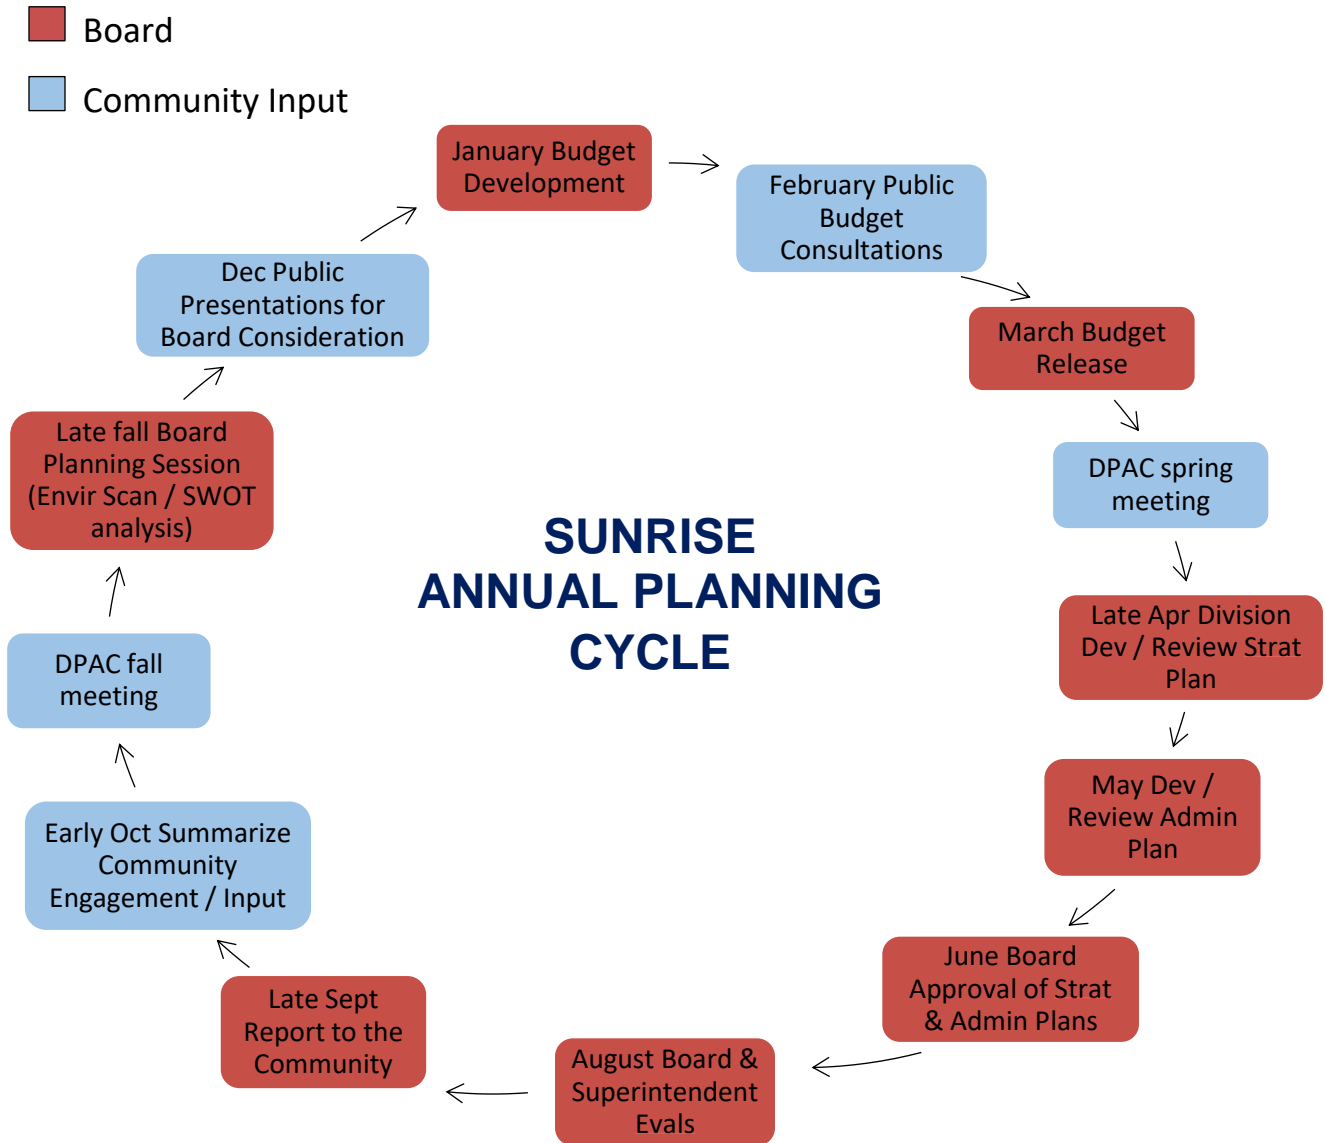 Board
Community Input
January Budget
Development
February Public
Budget
Consultations
March Budget
Release
DPAC spring
meeting
Late Apr Division
Dev / Review Strat
Plan
May Dev /
Review Admin
Plan
June Board
Approval of Strat
& Admin Plans
August Board &
Superintendent
Evals
Late Sept
Report to the
Community
Early Oct Summarize
Community
Engagement / Input
DPAC fall
meeting
Late fall Board
Planning Session
(Envir Scan / SWOT
analysis)
Dec Public
Presentations for
Board Consideration
SUNRISE
ANNUAL PLANNING
CYCLE